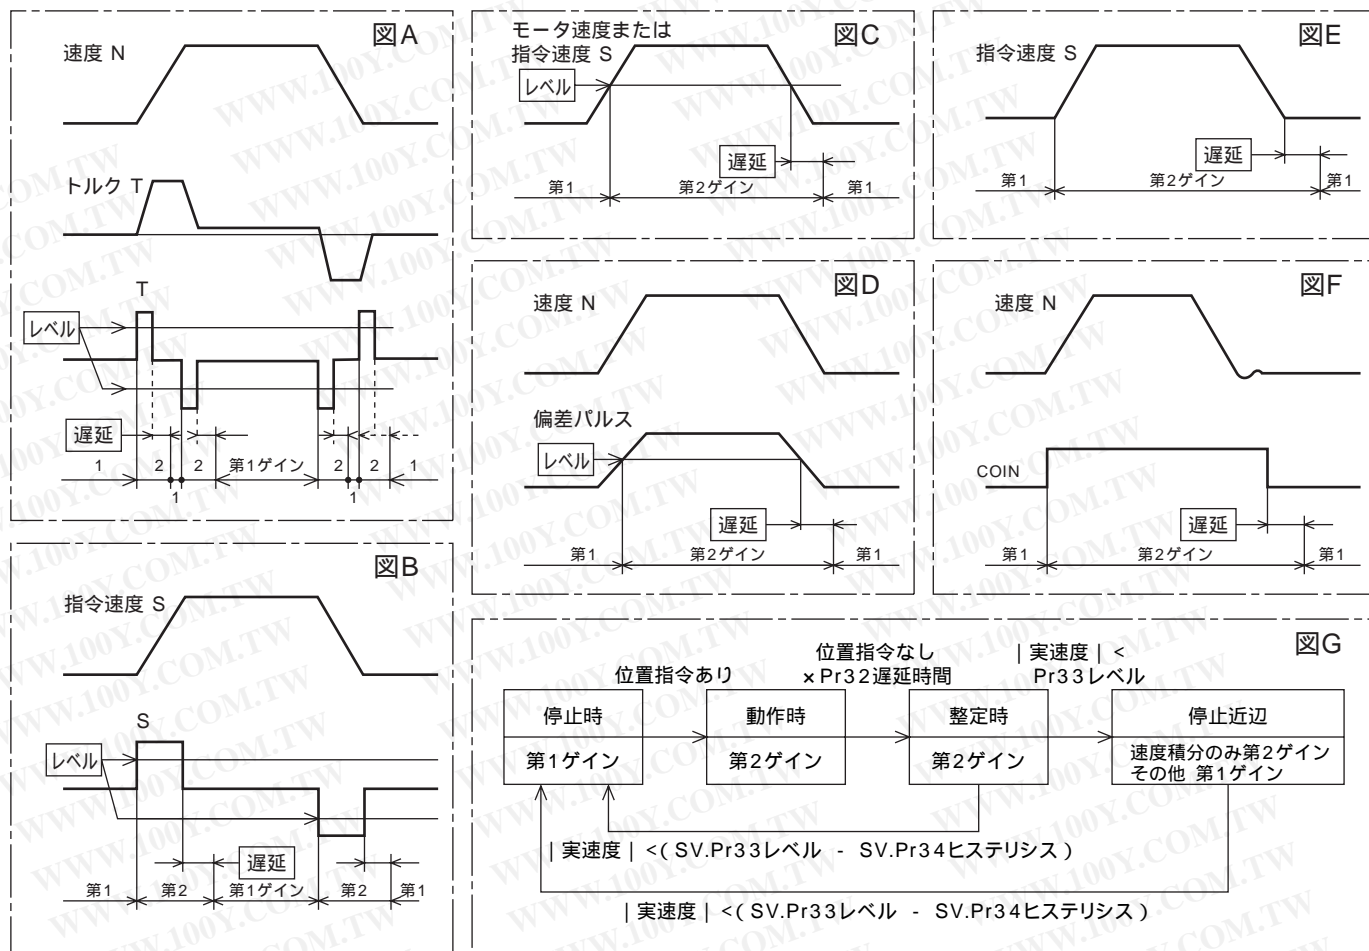 図A
速度 N
トルク T
T
レベル
遅延
1 2 2 第1ゲイン 2 2 1
1 1
図B
指令速度 S
S
レベル
遅延
第1 第2 第1ゲイン 第2 第1
図C
モータ速度または
指令速度 S
レベル
遅延
第1 第2ゲイン 第1
図D
速度 N
偏差パルス
レベル
遅延
第1 第2ゲイン 第1
図E
指令速度 S
遅延
第1 第2ゲイン 第1
図F
速度 N
COIN
遅延
第1 第2ゲイン 第1
図G
位置指令あり
位置指令なし
×Pr32遅延時間
|実速度|<
Pr33レベル
停止時
第1ゲイン
動作時
第2ゲイン
整定時
第2ゲイン
停止近辺
速度積分のみ第2ゲイン
その他 第1ゲイン
|実速度|<(SV.Pr33レベル - SV.Pr34ヒステリシス)
|実速度|<(SV.Pr33レベル - SV.Pr34ヒステリシス)
WWW.100Y.COM.TW